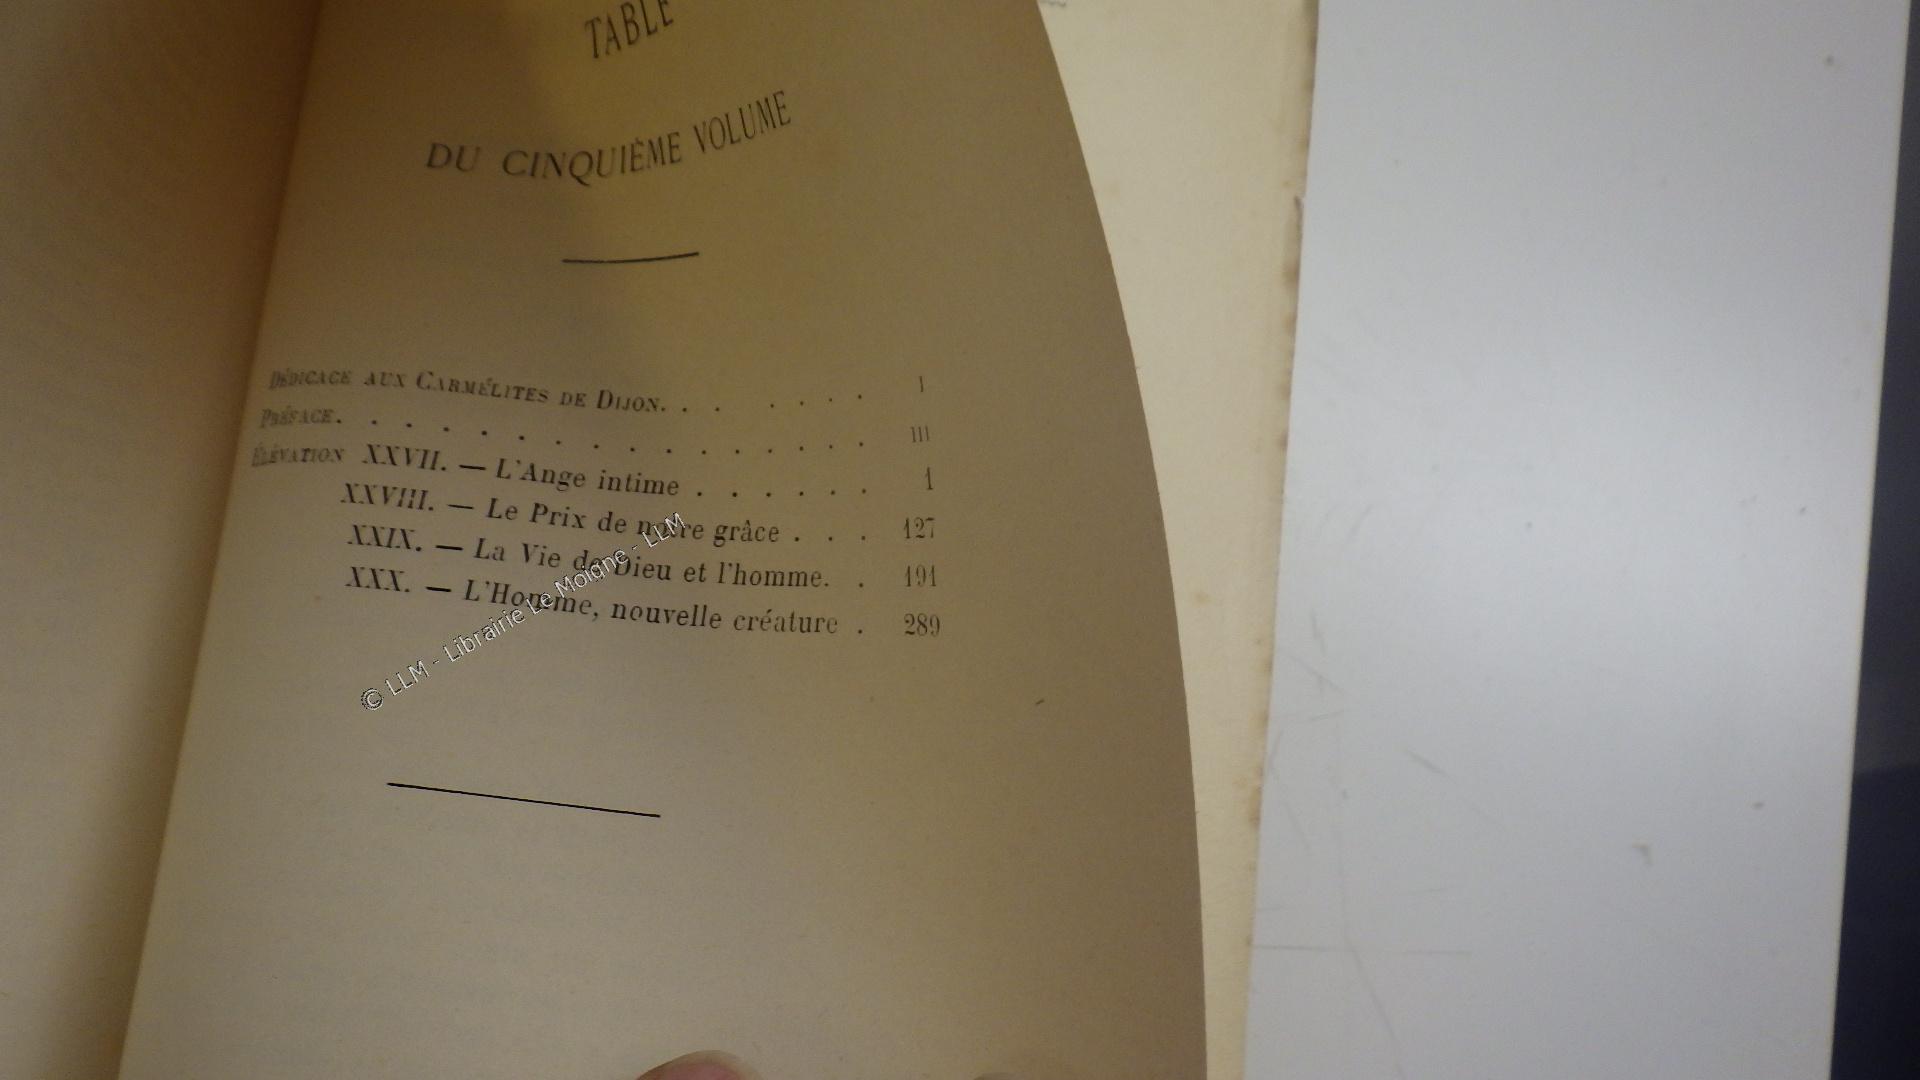 TABLE
DU CINQUIÈME VOLUME
DÉDICACE AUX CARMÉLITES DE DIJON. . . . . . . I
PRÉFACE. . . . . . . . . . . . . . . III
ÉLÉVATION XXVII. — L'Ange intime . . . . . . 1
XXVIII. — Le Prix de notre grâce . . . 127
XXIX. — La Vie de Dieu et l'homme. . 191
XXX. — L'Homme, nouvelle créature . 289
© LLM - Librairie Le Moigne - LLM